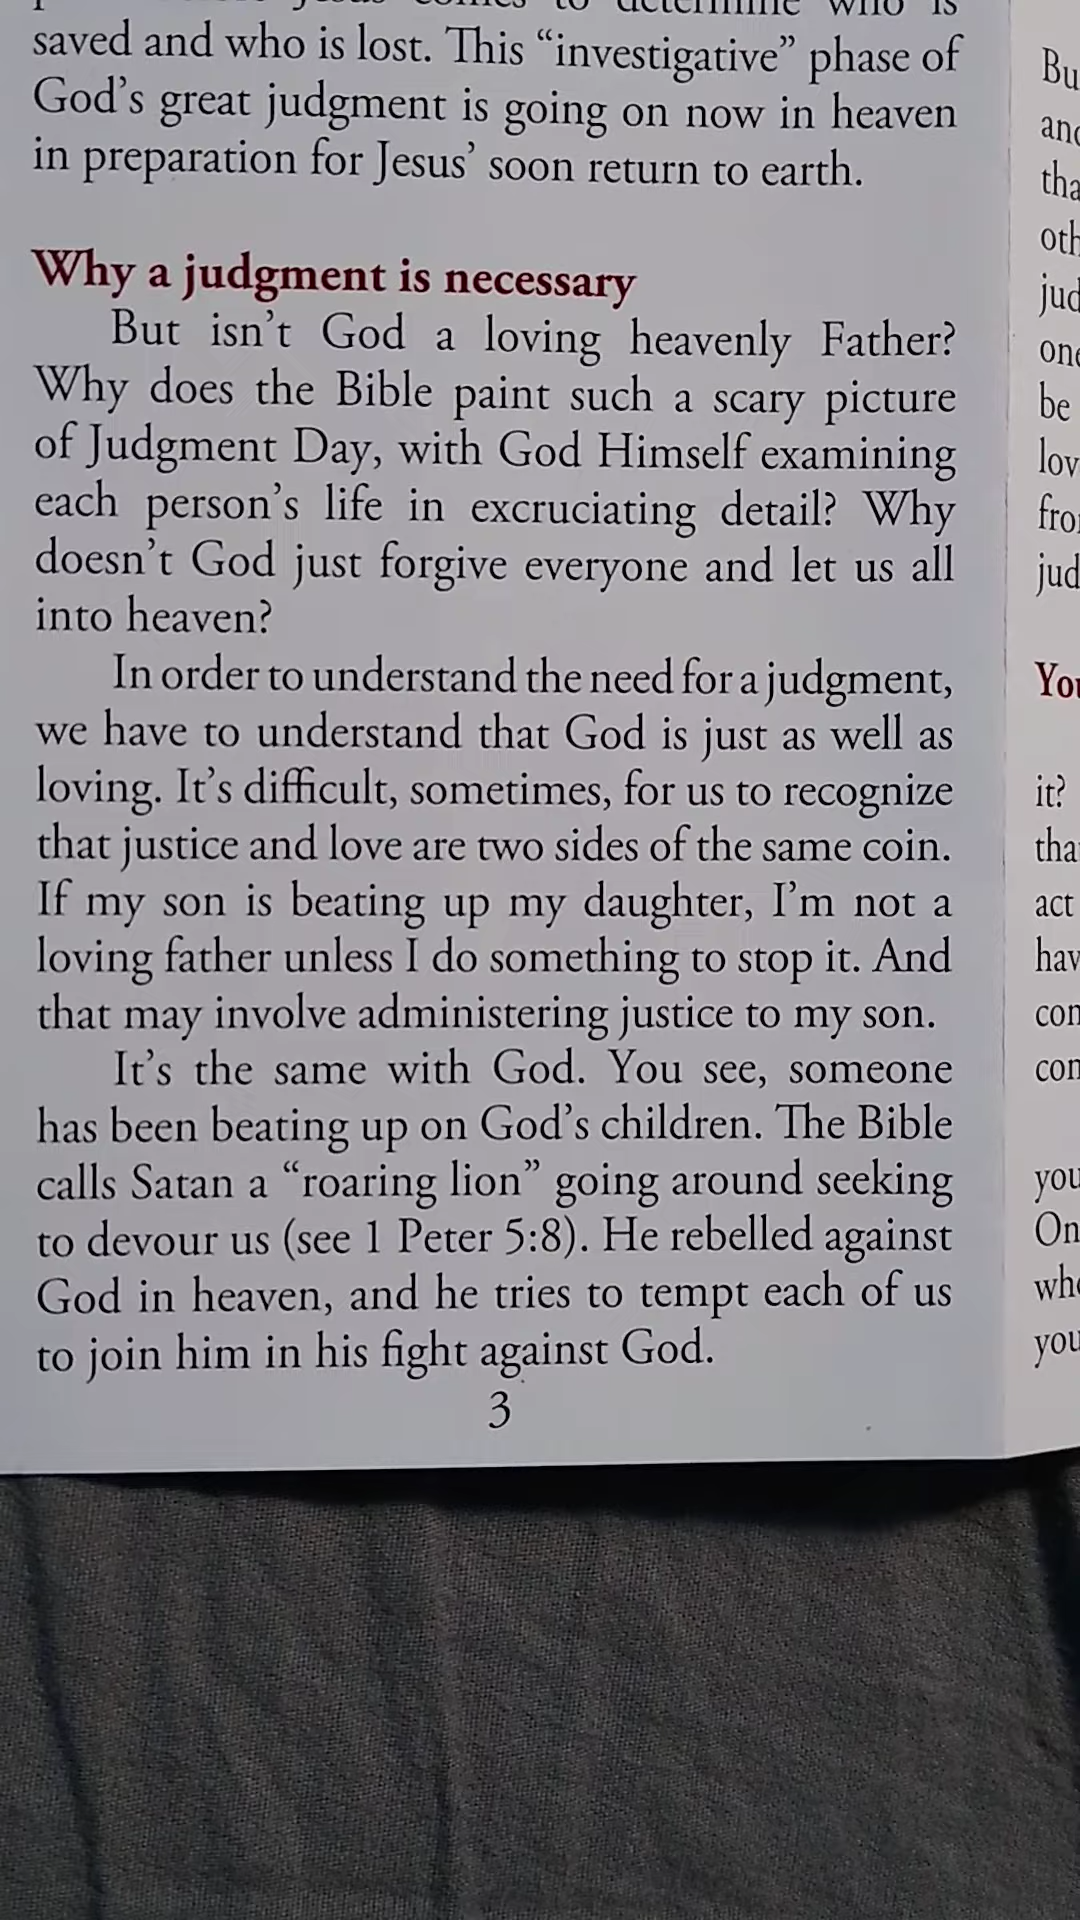 to determine who is
saved and who is lost. This “investigative” phase of
God’s great judgment is going on now in heaven
in preparation for Jesus’ soon return to earth.
Why a judgment is necessary
But isn’t God a loving heavenly Father?
Why does the Bible paint such a scary picture
of Judgment Day, with God Himself examining
each person’s life in excruciating detail? Why
doesn’t God just forgive everyone and let us all
into heaven?
In order to understand the need for a judgment,
we have to understand that God is just as well as
loving. It’s difficult, sometimes, for us to recognize
that justice and love are two sides of the same coin.
If my son is beating up my daughter, I’m not a
loving father unless I do something to stop it. And
that may involve administering justice to my son.
It’s the same with God. You see, someone
has been beating up on God’s children. The Bible
calls Satan a “roaring lion” going around seeking
to devour us (see 1 Peter 5:8). He rebelled against
God in heaven, and he tries to tempt each of us
to join him in his fight against God.
3
be
it?
act